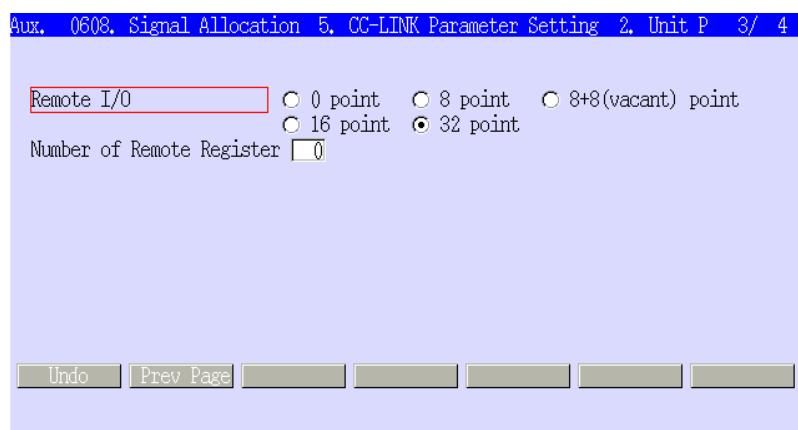 Aux. 0608. Signal Allocation 5. CC-LINK Parameter Setting 2. Unit P 3/ 4
Remote I/O 0 point 8 point 8+8(vacant) point
16 point 32 point
Number of Remote Register 0
Undo Prev Page